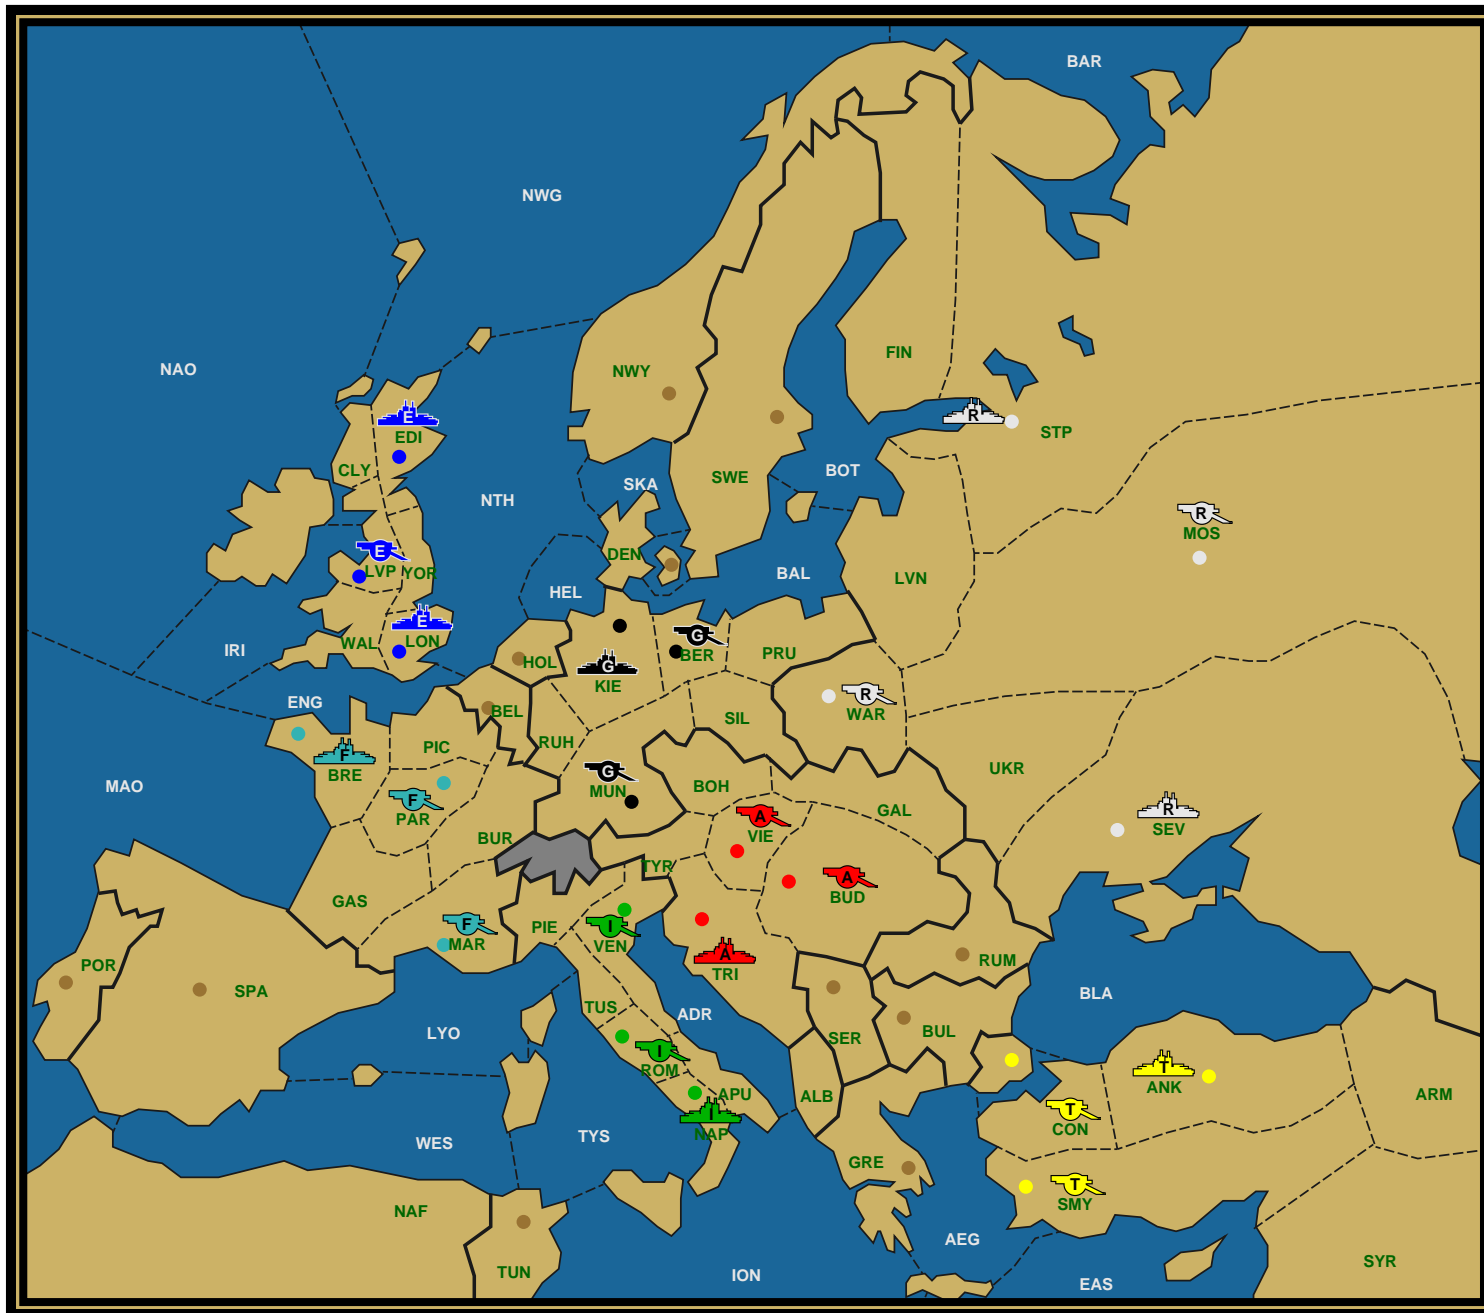 BAR
NWG
NAO
FIN
NWY
E
R
EDI
STP
CLY
SKA
SWE
BOT
NTH
R
MOS
E
LVP
YOR
DEN
BAL
LVN
HEL
E
LON
WAL
IRI
G
BER
PRU
HOL
G
KIE
R
WAR
ENG
BEL
SIL
PIC
RUH
F
BRE
UKR
G
MUN
BOH
MAO
F
PAR
GAL
R
SEV
A
VIE
BUR
TYR
A
BUD
GAS
F
MAR
PIE
I
VEN
A
TRI
POR
SPA
RUM
BLA
TUS
ADR
LYO
SER
BUL
I
ROM
T
ANK
APU
ALB
ARM
I
NAP
T
CON
WES
TYS
GRE
T
SMY
NAF
AEG
SYR
TUN
ION
EAS